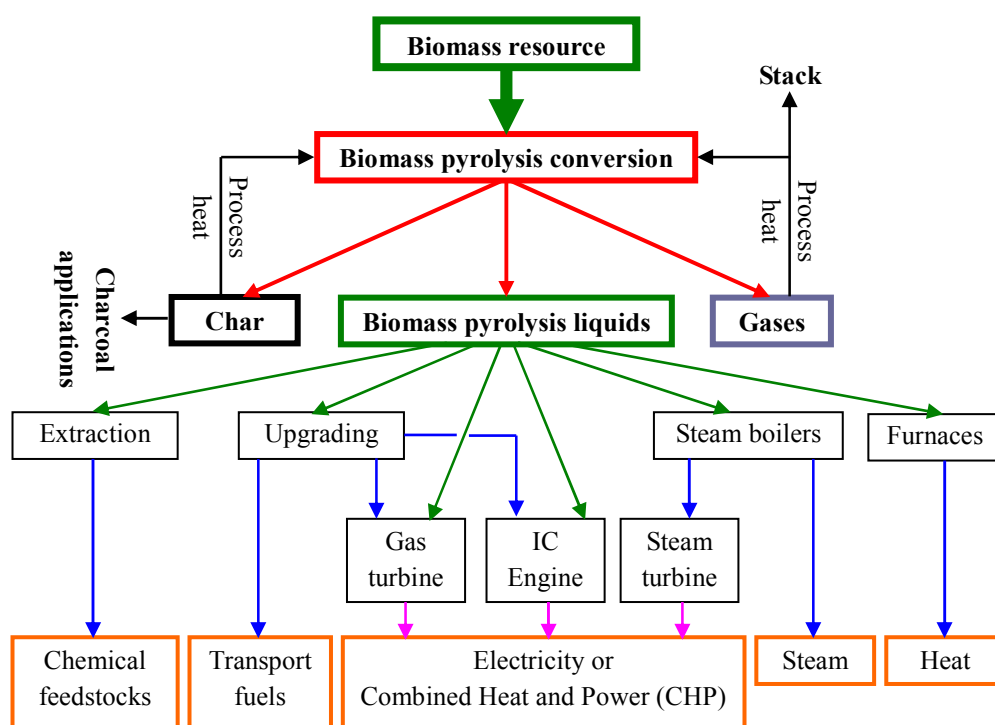 Biomass resource
Stack
Biomass pyrolysis conversion
Process
heat
Process
heat
Charcoal
applications
Char
Biomass pyrolysis liquids
Gases
Extraction
Upgrading
Steam boilers
Furnaces
Gas
turbine
IC
Engine
Steam
turbine
Chemical
feedstocks
Transport
fuels
Electricity or
Combined Heat and Power (CHP)
Steam
Heat